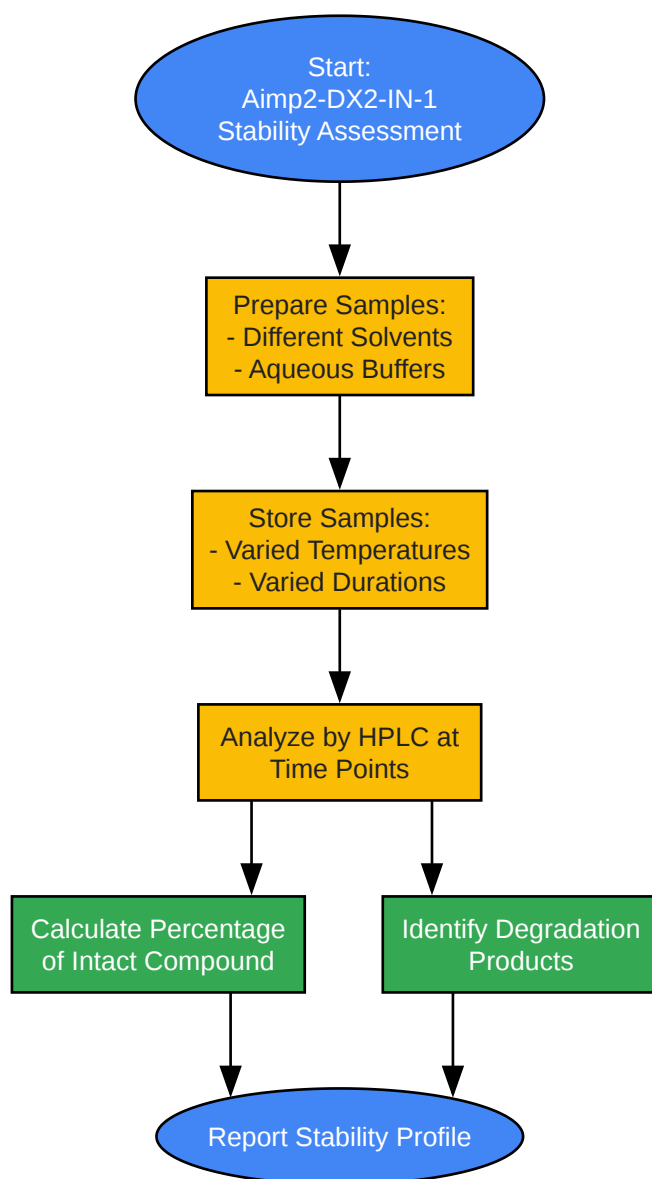 Start:
Aimp2-DX2-IN-1
Stability Assessment
Prepare Samples:
- Different Solvents
- Aqueous Buffers
Store Samples:
- Varied Temperatures
- Varied Durations
Analyze by HPLC at
Time Points
Calculate Percentage
of Intact Compound
Identify Degradation
Products
Report Stability Profile